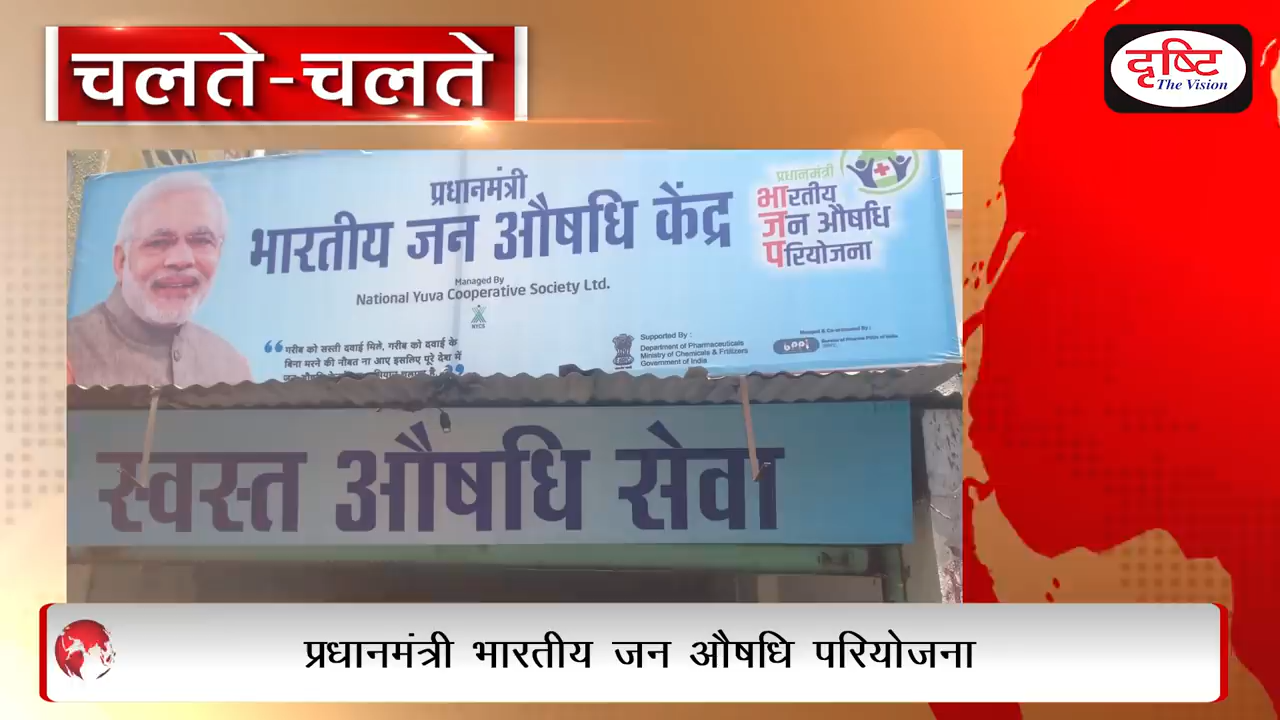 चलते-चलते
दृष्टि
The Vision
प्रधानमंत्री
भारतीय जन औषधि केंद्र
Managed By
National Yuva Cooperative Society Ltd.
NYCS
“गरीब को सस्ती दवाई मिले, गरीब को दवाई के
बिना मरने की नौबत ना आए इसलिए पूरे देश में
प्रधानमंत्री
भारतीय
जन औषधि
परियोजना
Supported By :
Department of Pharmaceuticals
Ministry of Chemicals & Frtilizers
Government of India
bppi
स्वस्त औषधि सेवा
प्रधानमंत्री भारतीय जन औषधि परियोजना